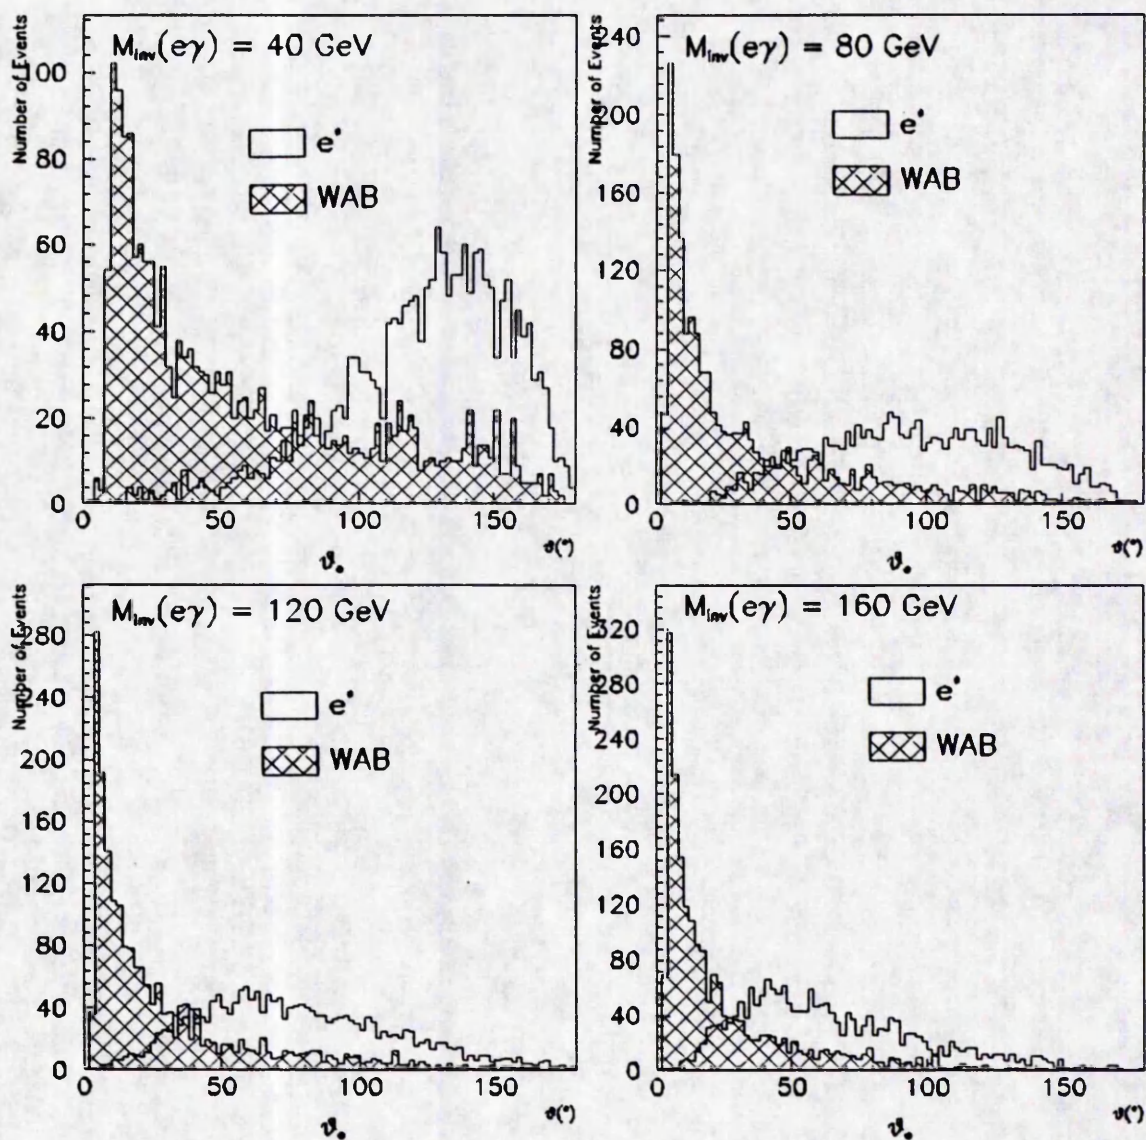 Number of Events
M_inv(eγ) = 40 GeV
100
80
60
40
20
0
e*
WAB
0 50 100 150
ϑₑ ϑ(°)
Number of Events
M_inv(eγ) = 80 GeV
240
200
160
120
80
40
0
e*
WAB
0 50 100 150
ϑₑ ϑ(°)
Number of Events
M_inv(eγ) = 120 GeV
280
240
200
160
120
80
40
0
e*
WAB
0 50 100 150
ϑₑ ϑ(°)
Number of Events
M_inv(eγ) = 160 GeV
320
280
240
200
160
120
80
40
0
e*
WAB
0 50 100 150
ϑₑ ϑ(°)